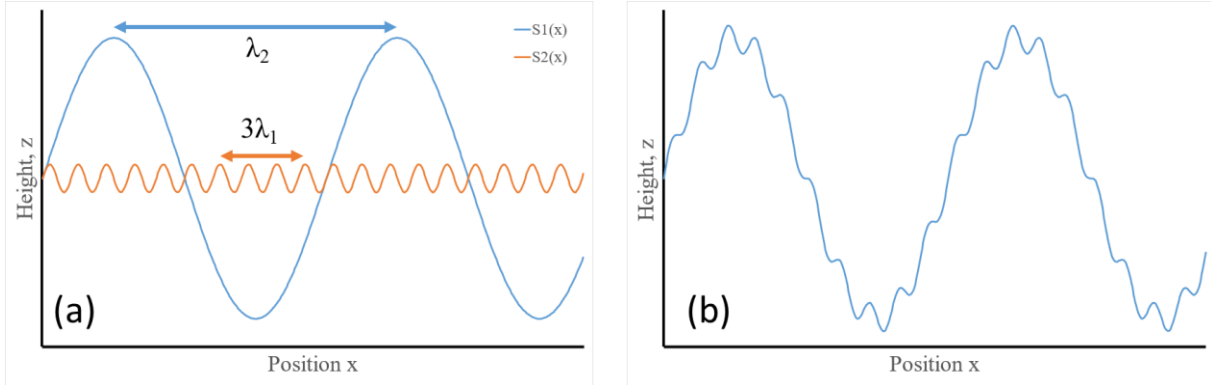 λ₂
S1(x)
S2(x)
3λ₁
Height, z
(a)
Position x
Height, z
(b)
Position x